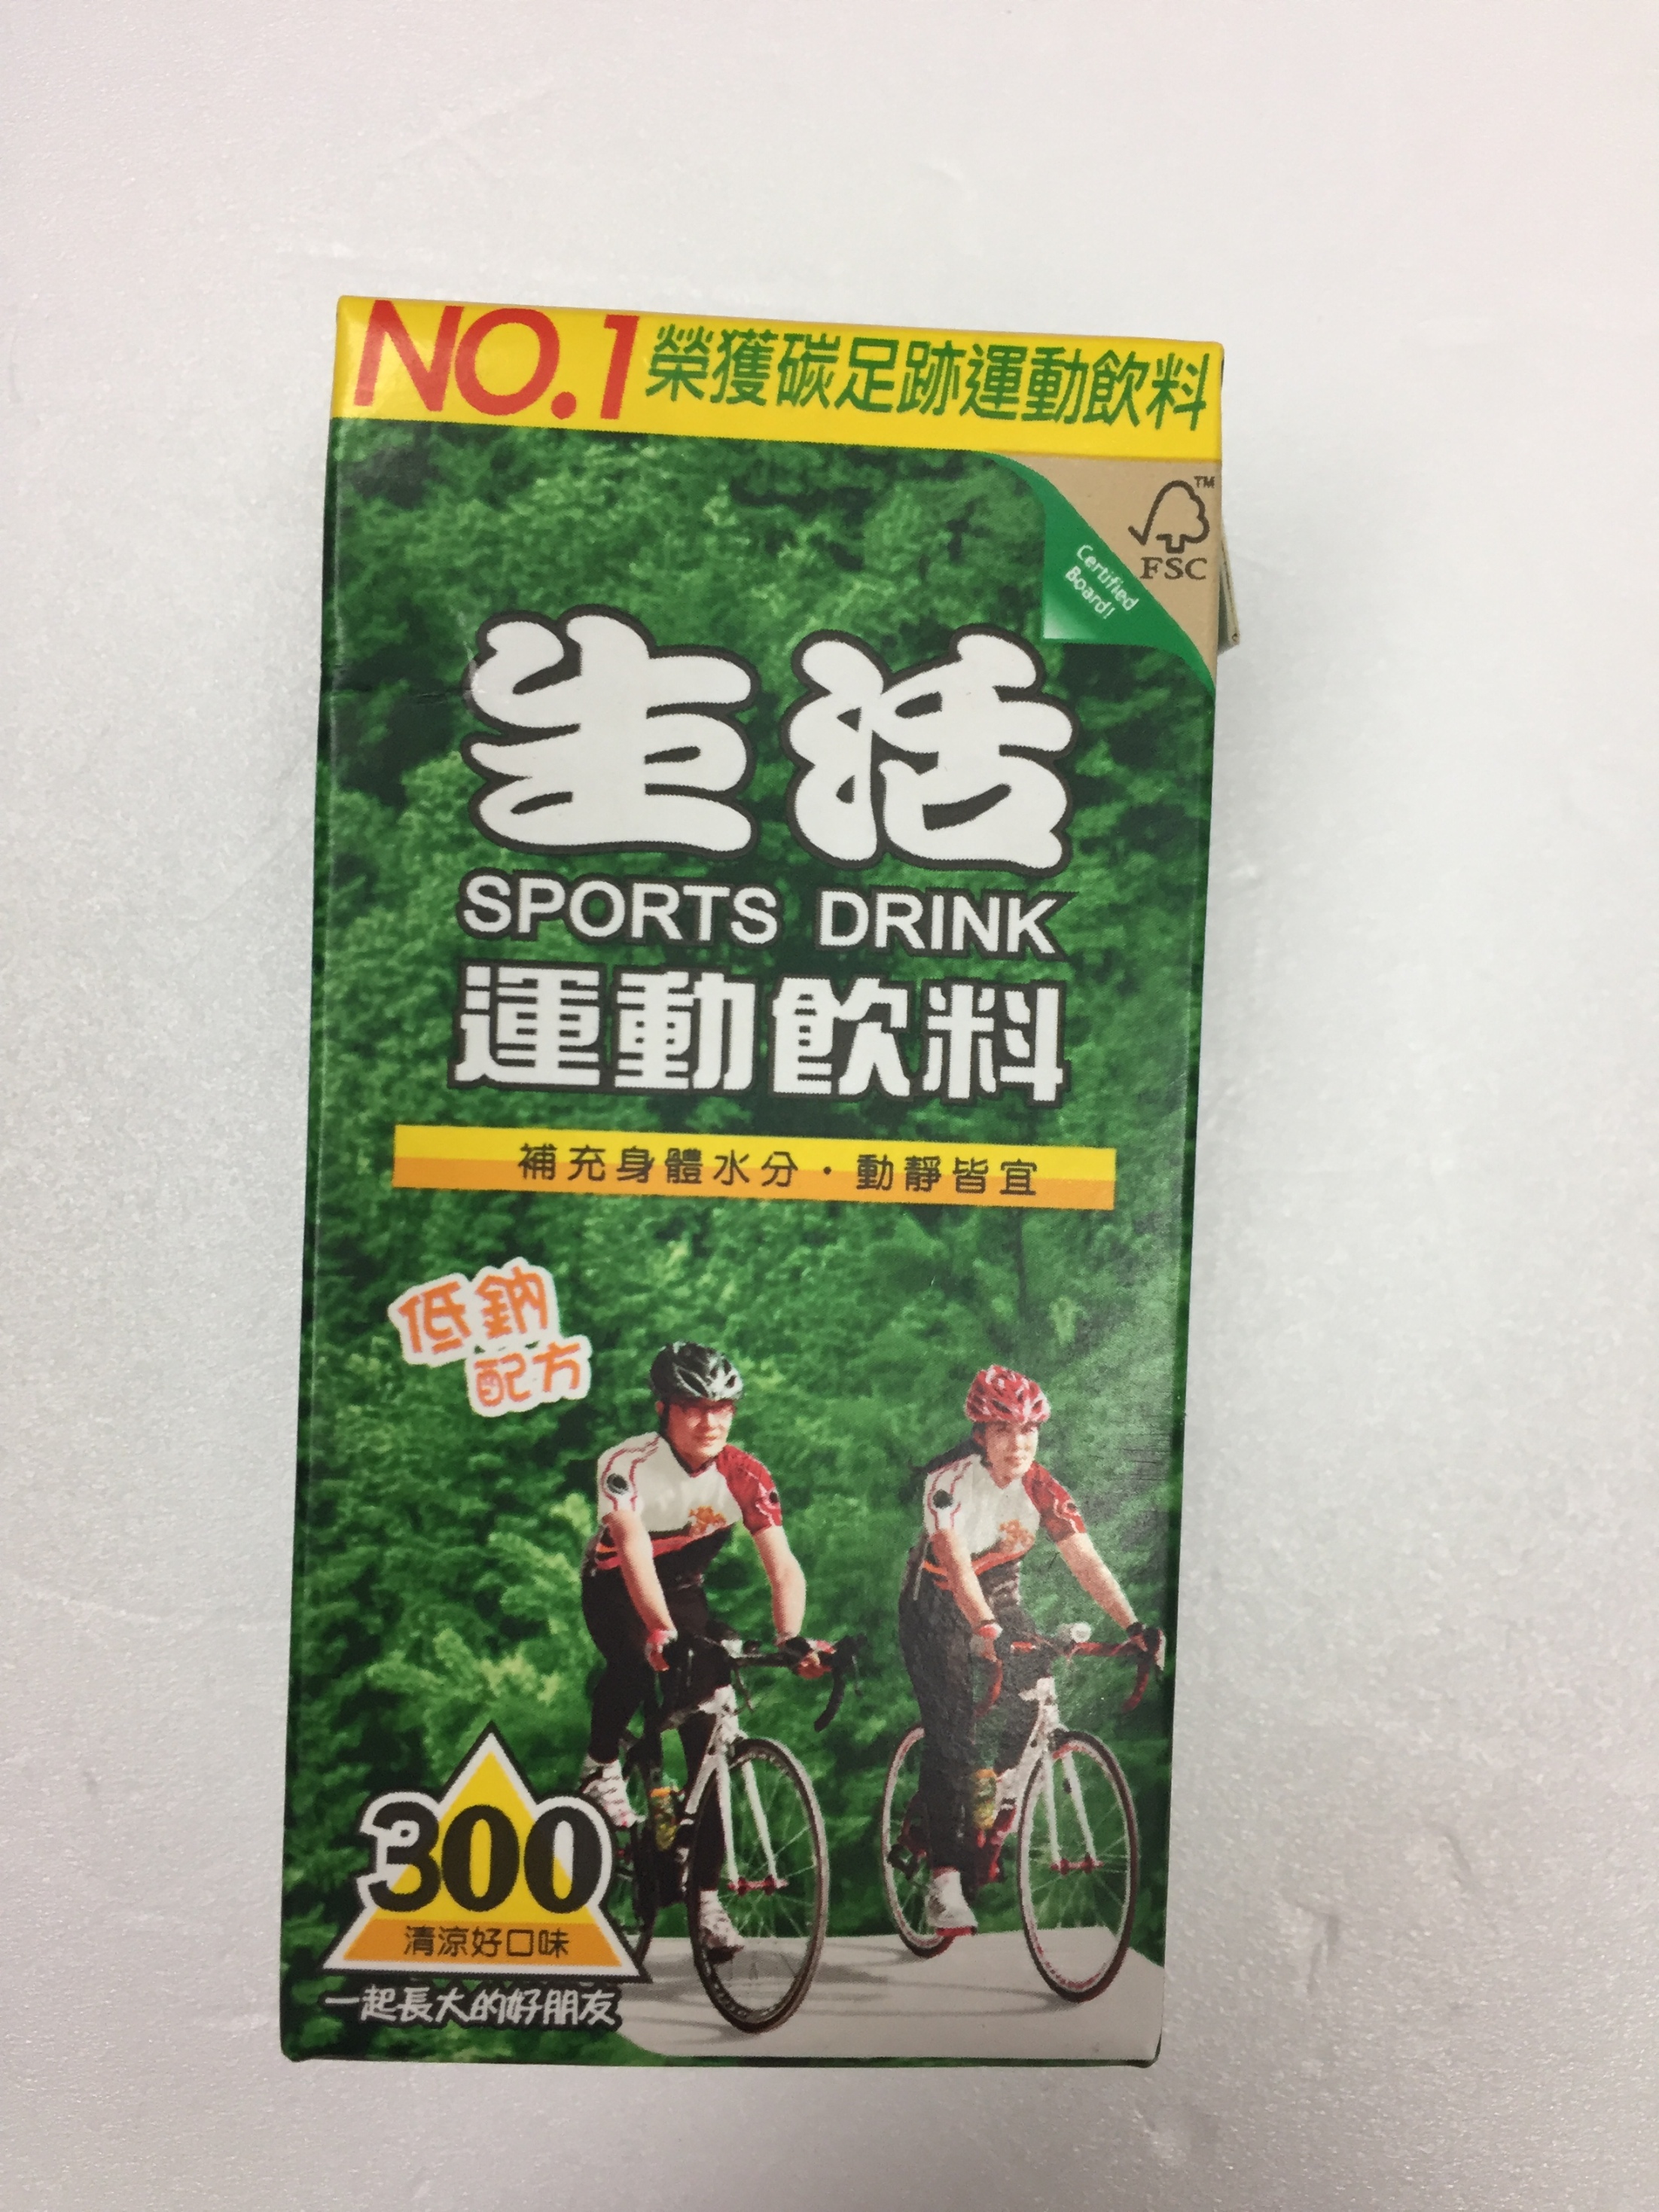 NO.1 榮獲碳足跡運動飲料
TM
FSC
Certified
Board!
生活
SPORTS DRINK
運動飲料
補充身體水分・動靜皆宜
低鈉
配方
300
清涼好口味
一起長大的好朋友